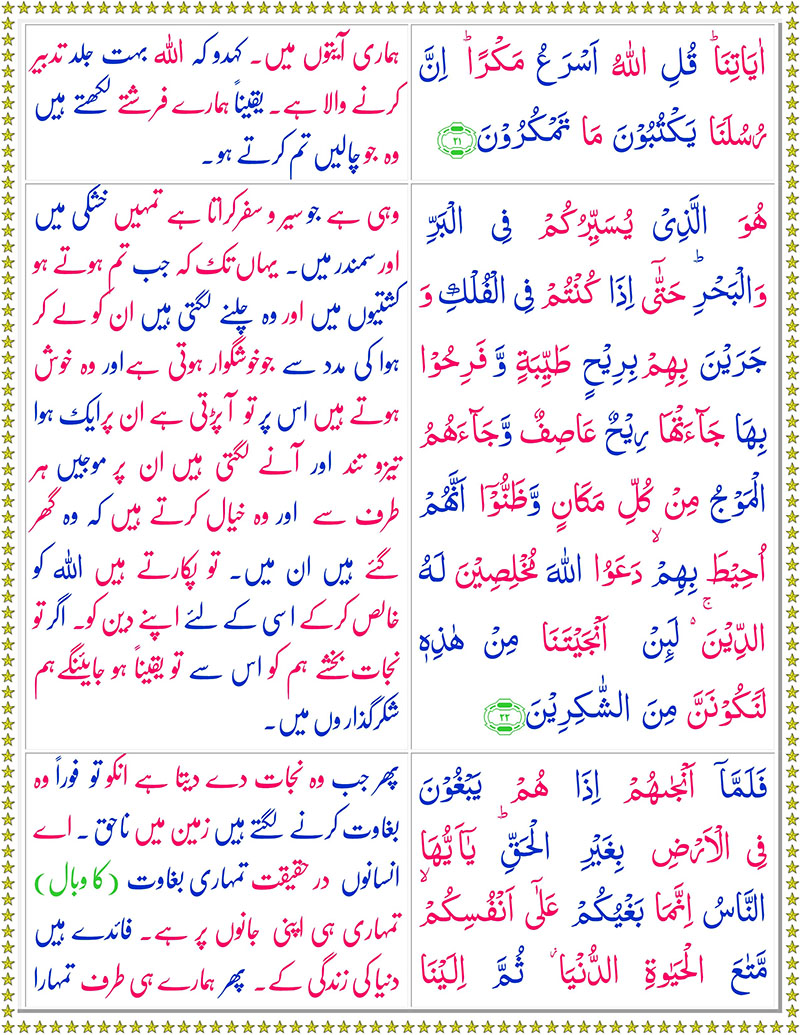 اٰيَاتِنَا ؕ قُلِ اللّٰهُ اَسْرَعُ مَكْرًا ؕ اِنَّ
رُسُلَنَا يَكْتُبُوْنَ مَا تَمْكُرُوْنَ ۝۲۱
ہماری آیتوں میں۔ کہدو کہ اللہ بہت جلد تدبیر
کرنے والا ہے۔ یقیناً ہمارے فرشتے لکھتے ہیں
وہ جو چالیں تم کرتے ہو۔
هُوَ الَّذِىْ يُسَيِّرُكُمْ فِى الْبَرِّ
وَالْبَحْرِ ؕ حَتّٰۤى اِذَا كُنْتُمْ فِى الْفُلْكِ ۚ وَ
جَرَيْنَ بِهِمْ بِرِيْحٍ طَيِّبَةٍ وَّ فَرِحُوْا
بِهَا جَآءَتْهَا رِيْحٌ عَاصِفٌ وَّجَآءَهُمُ
الْمَوْجُ مِنْ كُلِّ مَكَانٍ وَّظَنُّوْۤا اَنَّهُمْ
اُحِيْطَ بِهِمْ ۙ دَعَوُا اللّٰهَ مُخْلِصِيْنَ لَهُ
الدِّيْنَ ۚ لَئِنْ اَنْجَيْتَنَا مِنْ هٰذِهٖ
لَنَكُوْنَنَّ مِنَ الشّٰكِرِيْنَ ۝۲۲
وہی ہے جو سیر و سفر کراتا ہے تمہیں خشکی میں
اور سمندر میں۔ یہاں تک کہ جب تم ہوتے ہو
کشتیوں میں اور وہ چلنے لگتی ہیں ان کو لے کر
ہوا کی مدد سے جو خوشگوار ہوتی ہے اور وہ خوش
ہوتے ہیں اس پر تو آ پڑتی ہے ان پر ایک ہوا
تیز و تند اور آنے لگتی ہیں ان پر موجیں ہر
طرف سے اور وہ خیال کرتے ہیں کہ وہ گھر
گئے ہیں ان میں۔ تو پکارتے ہیں اللہ کو
خالص کرکے اسی کے لئے اپنے دین کو۔ اگر تو
نجات بخشے ہم کو اس سے تو یقیناً ہو جایئنگے ہم
شکر گذاروں میں۔
فَلَمَّاۤ اَنْجٰٮهُمْ اِذَا هُمْ يَبْغُوْنَ
فِى الْاَرْضِ بِغَيْرِ الْحَقِّ ؕ يٰۤاَيُّهَا
النَّاسُ اِنَّمَا بَغْيُكُمْ عَلٰٓى اَنْفُسِكُمْ ۙ
مَّتٰعَ الْحَيٰوةِ الدُّنْيَا ۚ ثُمَّ اِلَيْنَا
پھر جب وہ نجات دے دیتا ہے انکو تو فوراً وہ
بغاوت کرنے لگتے ہیں زمین میں ناحق۔ اے
انسانوں در حقیقت تمہاری بغاوت (کا وبال)
تمہاری ہی اپنی جانوں پر ہے۔ فائدے ہیں
دنیا کی زندگی کے۔ پھر ہمارے ہی طرف تمہارا